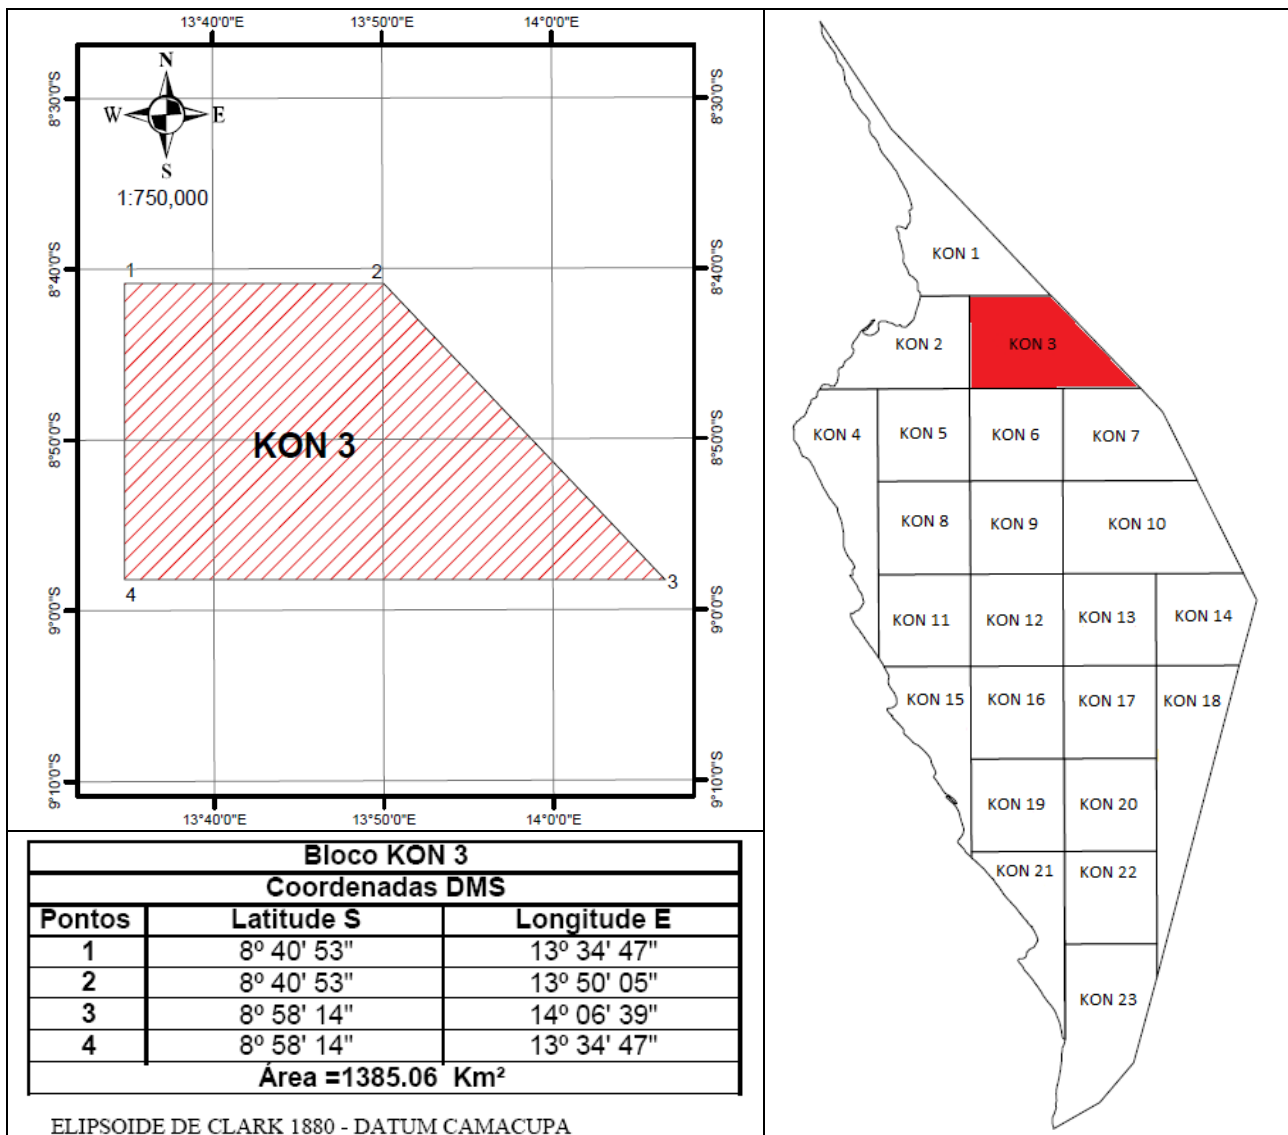 13°40'0"E 13°50'0"E 14°0'0"E
8°30'0"S 8°30'0"S
N
W E
S
1:750,000
8°40'0"S 8°40'0"S
1 2
KON 3
8°50'0"S 8°50'0"S
4 3
9°0'0"S 9°0'0"S
9°10'0"S 9°10'0"S
13°40'0"E 13°50'0"E 14°0'0"E
Bloco KON 3
Coordenadas DMS
Pontos Latitude S Longitude E
1 8º 40' 53" 13º 34' 47"
2 8º 40' 53" 13º 50' 05"
3 8º 58' 14" 14º 06' 39"
4 8º 58' 14" 13º 34' 47"
Área =1385.06 Km²
ELIPSOIDE DE CLARK 1880 - DATUM CAMACUPA
KON 1
KON 2 KON 3
KON 4 KON 5 KON 6 KON 7
KON 8 KON 9 KON 10
KON 11 KON 12 KON 13 KON 14
KON 15 KON 16 KON 17 KON 18
KON 19 KON 20
KON 21 KON 22
KON 23